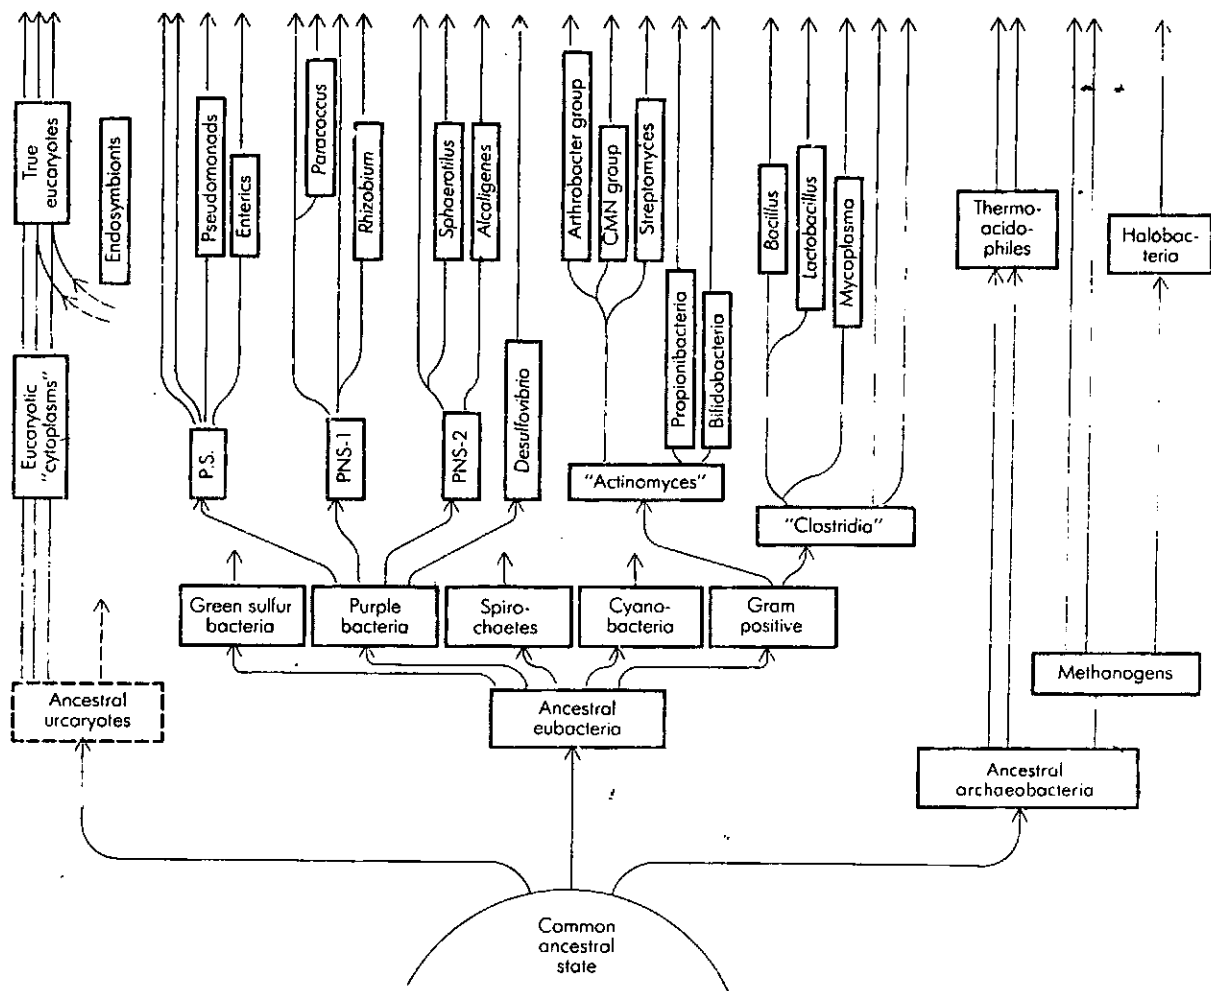 True
eucaryotes
Endosymbionts
Pseudomonads
Enterics
Paracoccus
Rhizobium
Sphaerotilus
Alcaligenes
Arthrobacter group
CMN group
Streptomyces
Propionibacteria
Bifidobacteria
Bacillus
Lactobacillus
Mycoplasma
Thermo-
acido-
philes
Halobac-
teria
Eucaryotic
"cytoplasms"
P.S.
PNS-1
PNS-2
Desulfovibrio
"Actinomyces"
"Clostridia"
Green sulfur
bacteria
Purple
bacteria
Spiro-
chaetes
Cyano-
bacteria
Gram
positive
Methanogens
Ancestral
urcaryotes
Ancestral
eubacteria
Ancestral
archaeobacteria
Common
ancestral
state